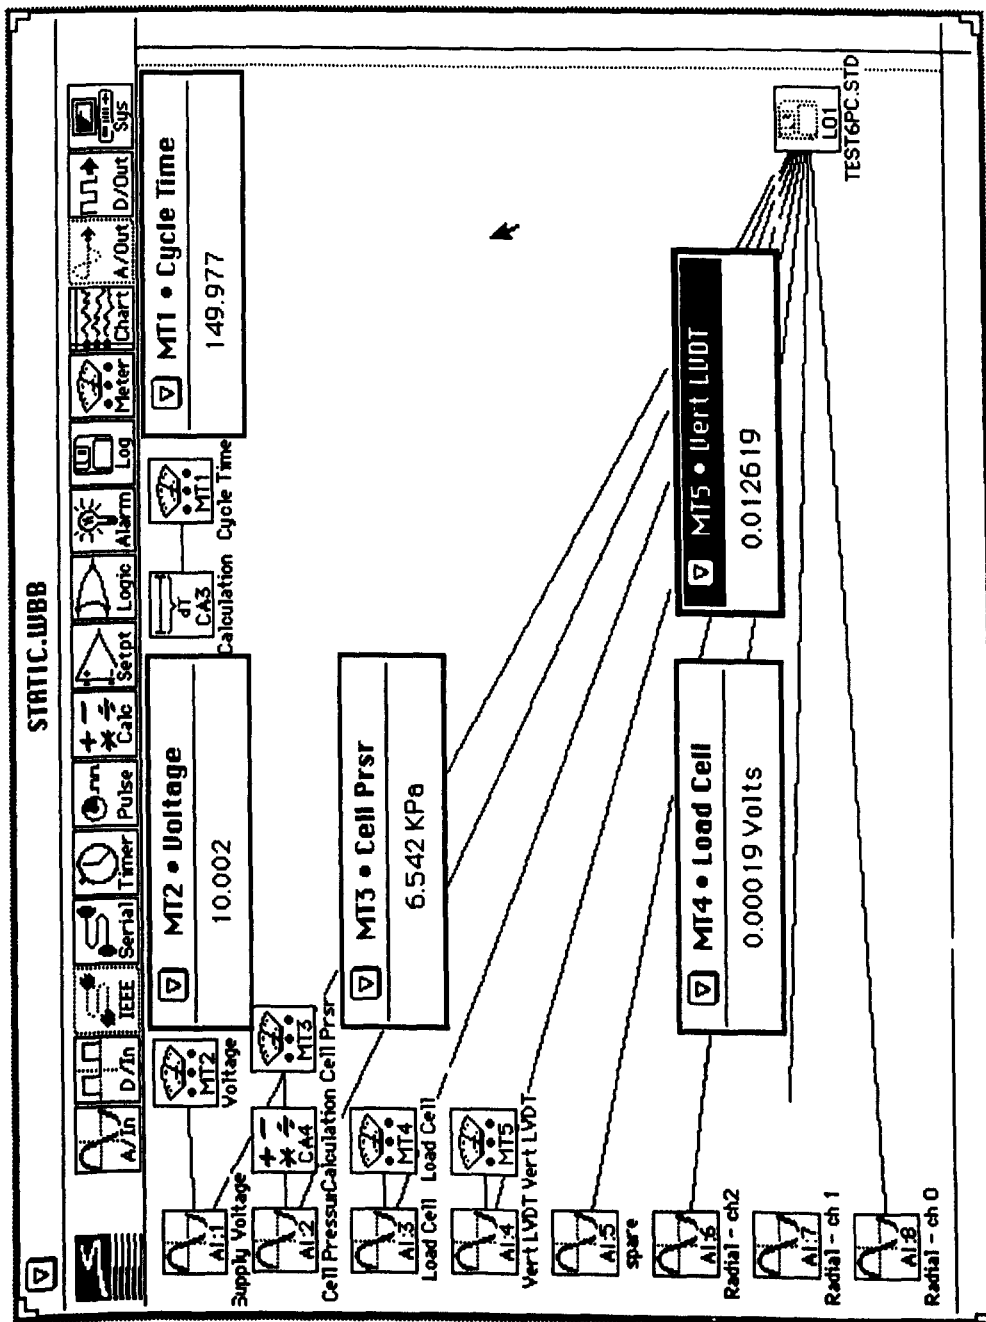 STATIC.WBB
A/In D/In IEEE Serial Timer Pulse Calc Setpt Logic Alarm Log Meter Chart A/Out D/Out Sys
AI:1
Supply Voltage
MT2
Voltage
MT2 • Voltage
10.002
dT
CA3
Calculation
MT1
Cycle Time
MT1 • Cycle Time
149.977
AI:2
Cell Pressur
CA4
Calculation
MT3
Cell Prsr
MT3 • Cell Prsr
6.542 KPa
AI:3
Load Cell
MT4
Load Cell
AI:4
Vert LVDT
MT5
Vert LVDT
AI:5
spare
AI:6
Radial - ch2
MT4 • Load Cell
0.00019 Volts
MT5 • Vert LVDT
0.012619
AI:7
Radial - ch 1
AI:8
Radial - ch 0
LO1
TEST6PC.STD